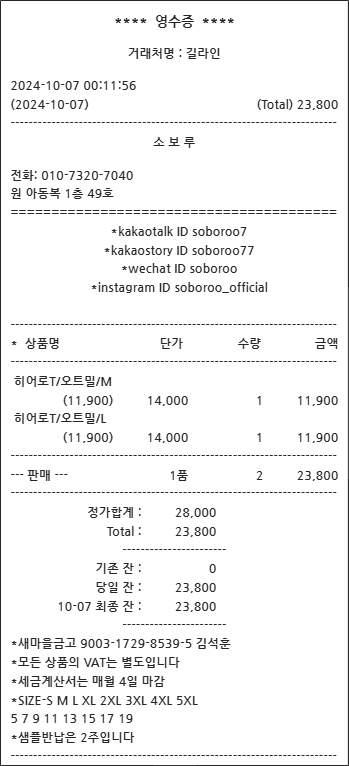 **** 영수증 ****
거래처명 : 길라인
2024-10-07 00:11:56
(2024-10-07) (Total) 23,800
소 보 루
전화: 010-7320-7040
원 아동복 1층 49호
*kakaotalk ID soboroo7
*kakaostory ID soboroo77
*wechat ID soboroo
*instagram ID soboroo_official
* 상품명 단가 수량 금액
히어로T/오트밀/M
(11,900) 14,000 1 11,900
히어로T/오트밀/L
(11,900) 14,000 1 11,900
--- 판매 --- 1품 2 23,800
정가합계 : 28,000
Total : 23,800
기존 잔 : 0
당일 잔 : 23,800
10-07 최종 잔 : 23,800
*새마을금고 9003-1729-8539-5 김석훈
*모든 상품의 VAT는 별도입니다
*세금계산서는 매월 4일 마감
*SIZE-S M L XL 2XL 3XL 4XL 5XL
5 7 9 11 13 15 17 19
*샘플반납은 2주입니다